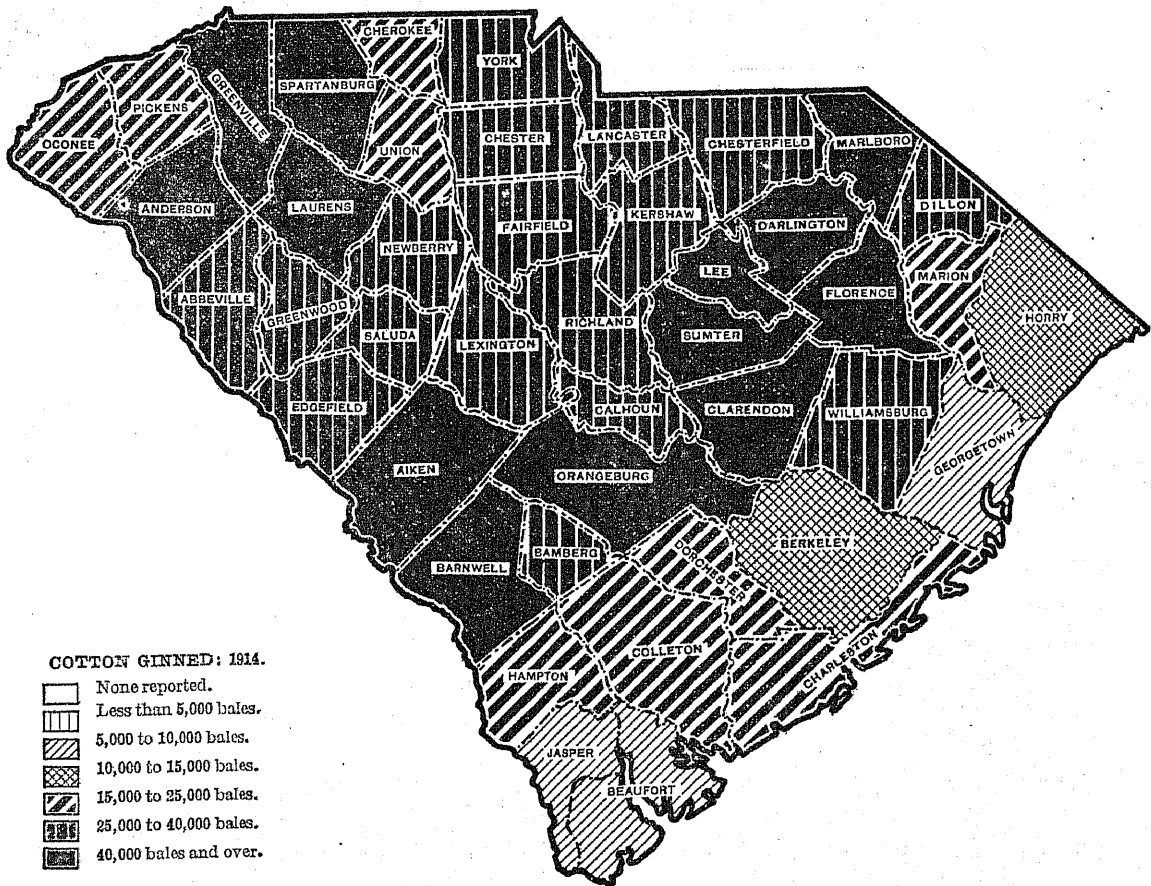 CHEROKEE
YORK
SPARTANBURG
GREENVILLE
PICKENS
OCONEE
UNION
CHESTER
LANCASTER
CHESTERFIELD
MARLBORO
ANDERSON
LAURENS
DILLON
NEWBERRY
FAIRFIELD
KERSHAW
DARLINGTON
LEE
MARION
FLORENCE
ABBEVILLE
GREENWOOD
SALUDA
LEXINGTON
RICHLAND
SUMTER
HORRY
EDGEFIELD
CALHOUN
CLARENDON
WILLIAMSBURG
GEORGETOWN
AIKEN
ORANGEBURG
BERKELEY
BARNWELL
BAMBERG
DORCHESTER
COLLETON
CHARLESTON
HAMPTON
JASPER
BEAUFORT
COTTON GINNED: 1914.
None reported.
Less than 5,000 bales.
5,000 to 10,000 bales.
10,000 to 15,000 bales.
15,000 to 25,000 bales.
25,000 to 40,000 bales.
40,000 bales and over.